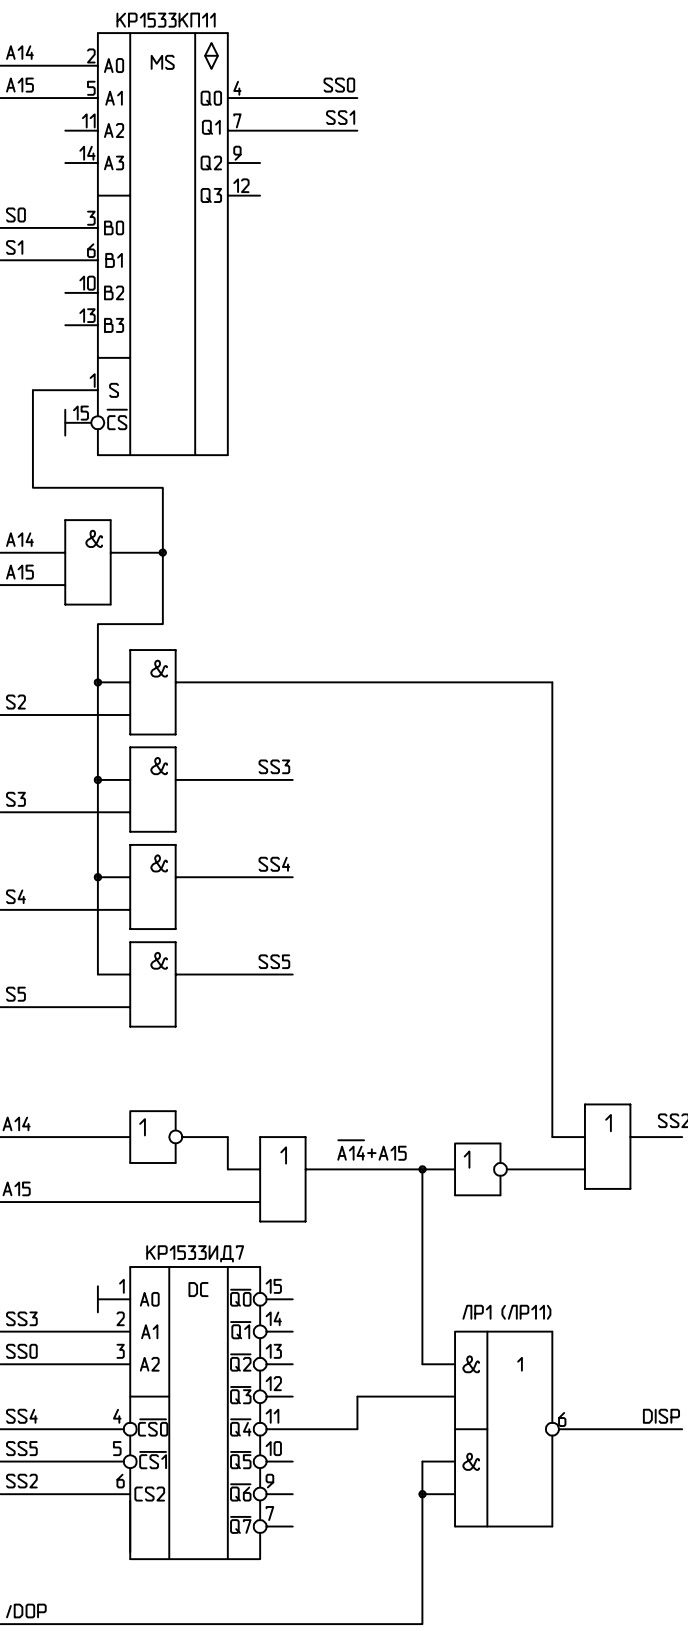 КР1533КП11
A14 2 A0 MS
A15 5 A1 Q0 4 SS0
11 A2 Q1 7 SS1
14 A3 Q2 9
Q3 12
S0 3 B0
S1 6 B1
10 B2
13 B3
1 S
15 CS
A14 &
A15
&
S2
& SS3
S3
& SS4
S4
& SS5
S5
A14 1 1 SS2
1 A14+A15 1
A15
КР1533ИД7
1 A0 DC Q0 15
SS3 2 A1 Q1 14 ЛР1 (ЛР11)
SS0 3 A2 Q2 13 & 1
Q3 12
SS4 4 CS0 Q4 11 6 DISP
SS5 5 CS1 Q5 10 &
SS2 6 CS2 Q6 9
Q7 7
/DOP